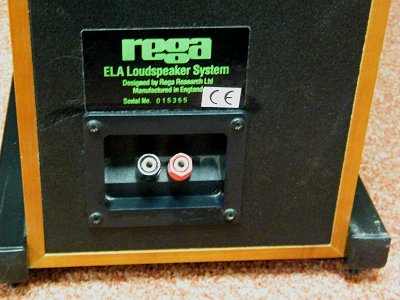 rega
ELA Loudspeaker System
Designed by Rega Research Ltd
Manufactured in England
Serial No. 015355
CE